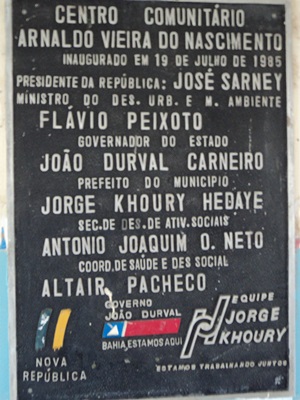 CENTRO COMUNITÁRIO
ARNALDO VIEIRA DO NASCIMENTO
INAUGURADO EM 19 DE JULHO DE 1985
PRESIDENTE DA REPÚBLICA: JOSÉ SARNEY
MINISTRO DO DES. URB. E M. AMBIENTE
FLÁVIO PEIXOTO
GOVERNADOR DO ESTADO
JOÃO DURVAL CARNEIRO
PREFEITO DO MUNICIPIO
JORGE KHOURY HEDAYE
SEC. DE DES. DE ATIV. SOCIAIS
ANTONIO JOAQUIM O. NETO
COORD. DE SAÚDE E DES SOCIAL
ALTAIR PACHECO
NOVA
REPÚBLICA
GOVERNO
JOÃO DURVAL
BAHIA, ESTAMOS AQUI
EQUIPE
JORGE
KHOURY
ESTAMOS TRABALHANDO JUNTOS